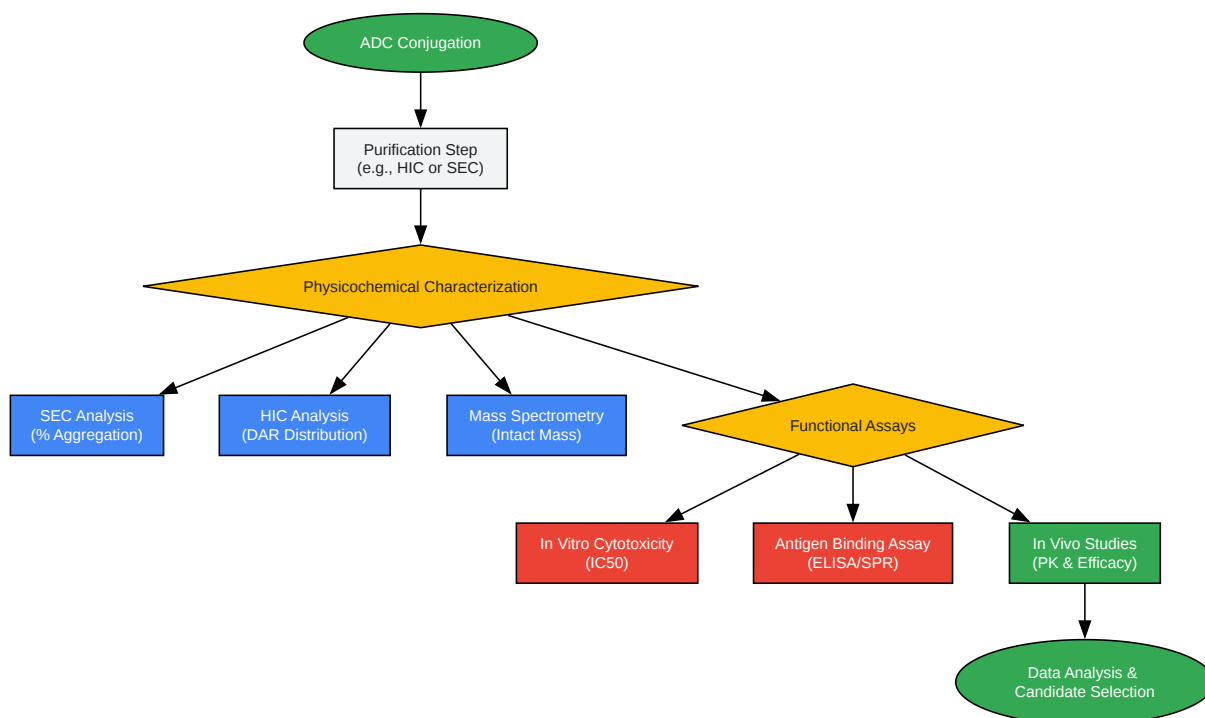 ADC Conjugation
Purification Step
(e.g., HIC or SEC)
Physicochemical Characterization
SEC Analysis
(% Aggregation)
HIC Analysis
(DAR Distribution)
Mass Spectrometry
(Intact Mass)
Functional Assays
In Vitro Cytotoxicity
(IC50)
Antigen Binding Assay
(ELISA/SPR)
In Vivo Studies
(PK & Efficacy)
Data Analysis &
Candidate Selection